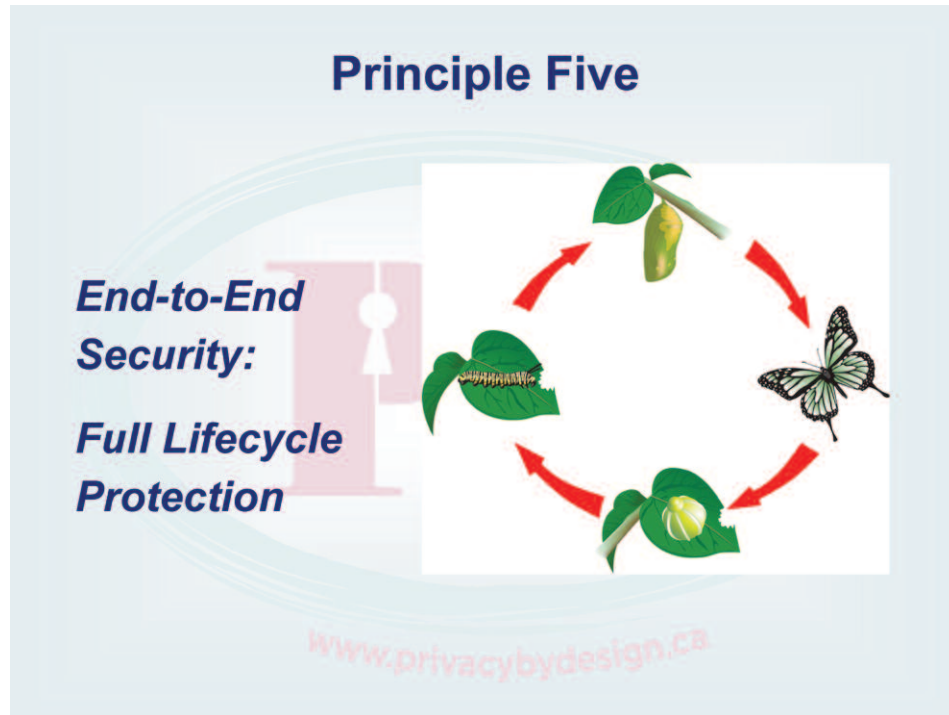 Principle Five
End-to-End
Security:
Full Lifecycle
Protection
www.privacybydesign.ca